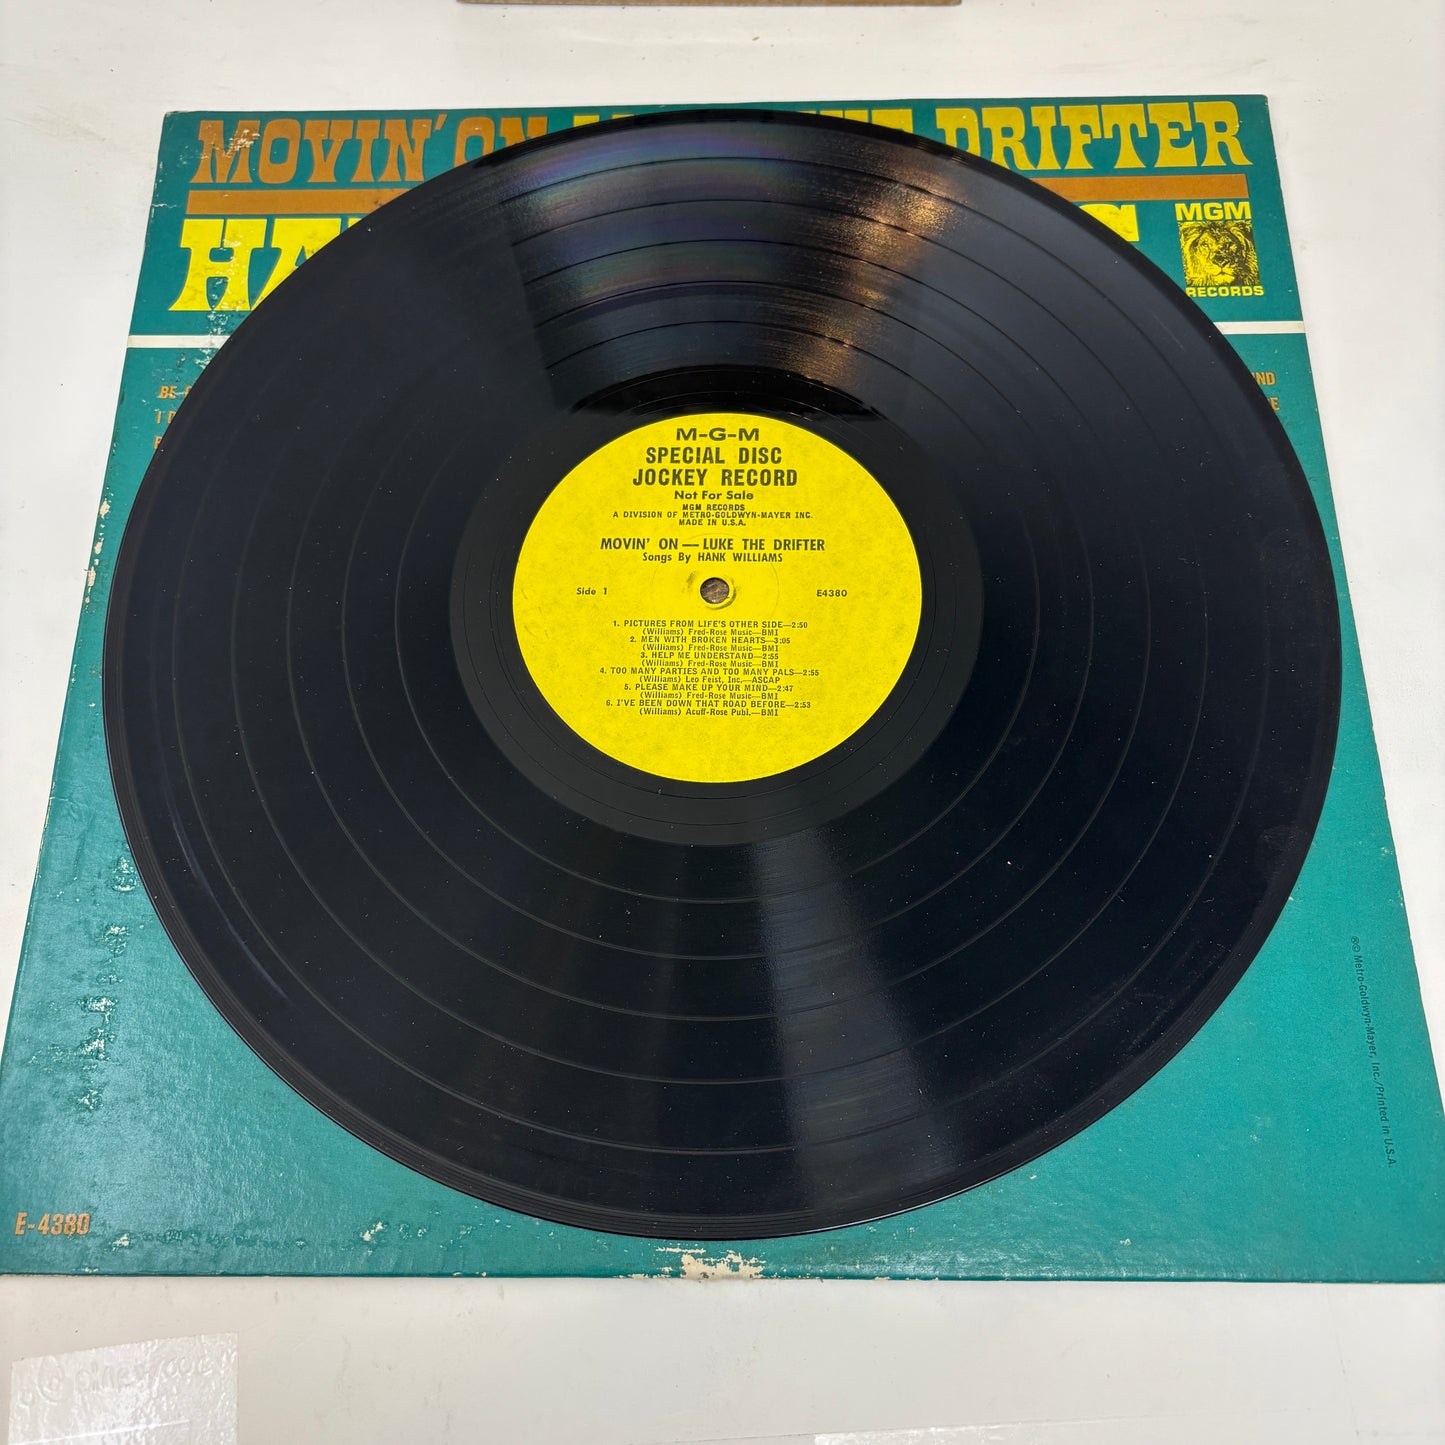 MOVIN' ON DRIFTER
MGM
RECORDS
M-G-M
SPECIAL DISC
JOCKEY RECORD
Not For Sale
MGM RECORDS
A DIVISION OF METRO-GOLDWYN-MAYER INC.
MADE IN U.S.A.
MOVIN' ON — LUKE THE DRIFTER
Songs By HANK WILLIAMS
Side 1 E4380
1. PICTURES FROM LIFE'S OTHER SIDE—2:50
(Williams) Fred-Rose Music—BMI
2. MEN WITH BROKEN HEARTS—3:05
(Williams) Fred-Rose Music—BMI
3. HELP ME UNDERSTAND—2:55
(Williams) Fred-Rose Music—BMI
4. TOO MANY PARTIES AND TOO MANY PALS—2:55
(Williams) Leo Feist, Inc.—ASCAP
5. PLEASE MAKE UP YOUR MIND—2:47
(Williams) Fred-Rose Music—BMI
6. I'VE BEEN DOWN THAT ROAD BEFORE—2:53
(Williams) Acuff-Rose Publ.—BMI
℗© Metro-Goldwyn-Mayer, Inc./Printed in U.S.A.
E-4380